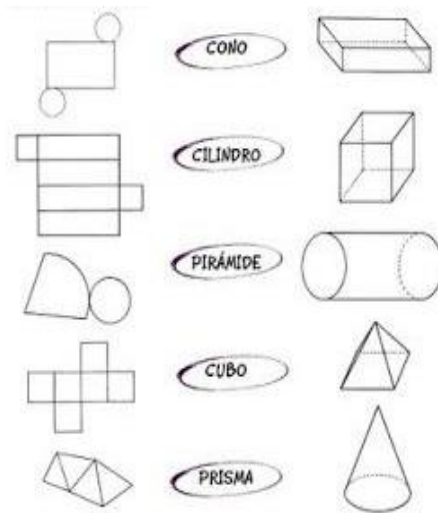 CONO
CILINDRO
PIRÁMIDE
CUBO
PRISMA